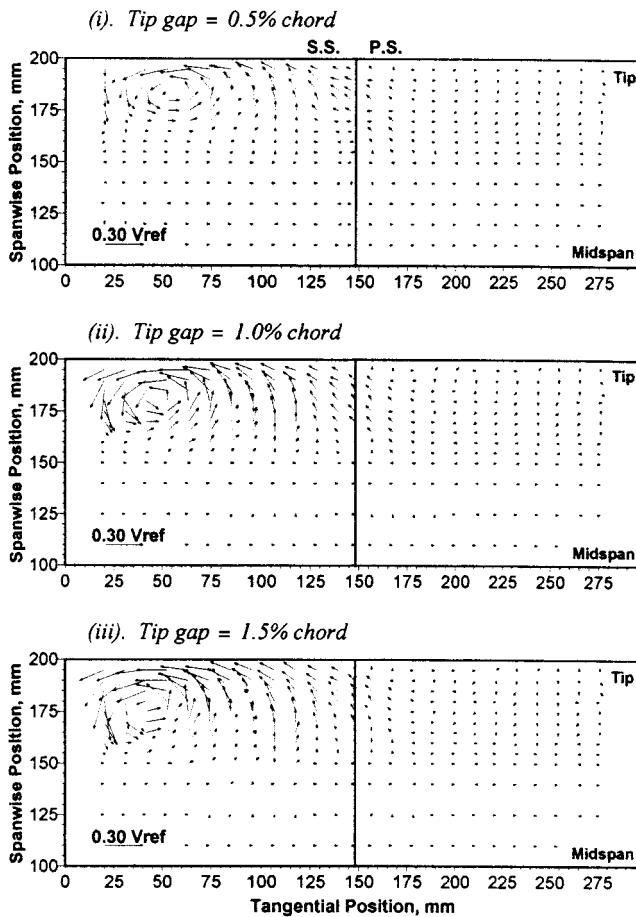 (i). Tip gap = 0.5% chord
S.S. P.S.
Spanwise Position, mm
200
175
150
125
100
Tip
0.30 Vref
Midspan
0 25 50 75 100 125 150 175 200 225 250 275
(ii). Tip gap = 1.0% chord
Spanwise Position, mm
200
175
150
125
100
Tip
0.30 Vref
Midspan
0 25 50 75 100 125 150 175 200 225 250 275
(iii). Tip gap = 1.5% chord
Spanwise Position, mm
200
175
150
125
100
Tip
0.30 Vref
Midspan
0 25 50 75 100 125 150 175 200 225 250 275
Tangential Position, mm